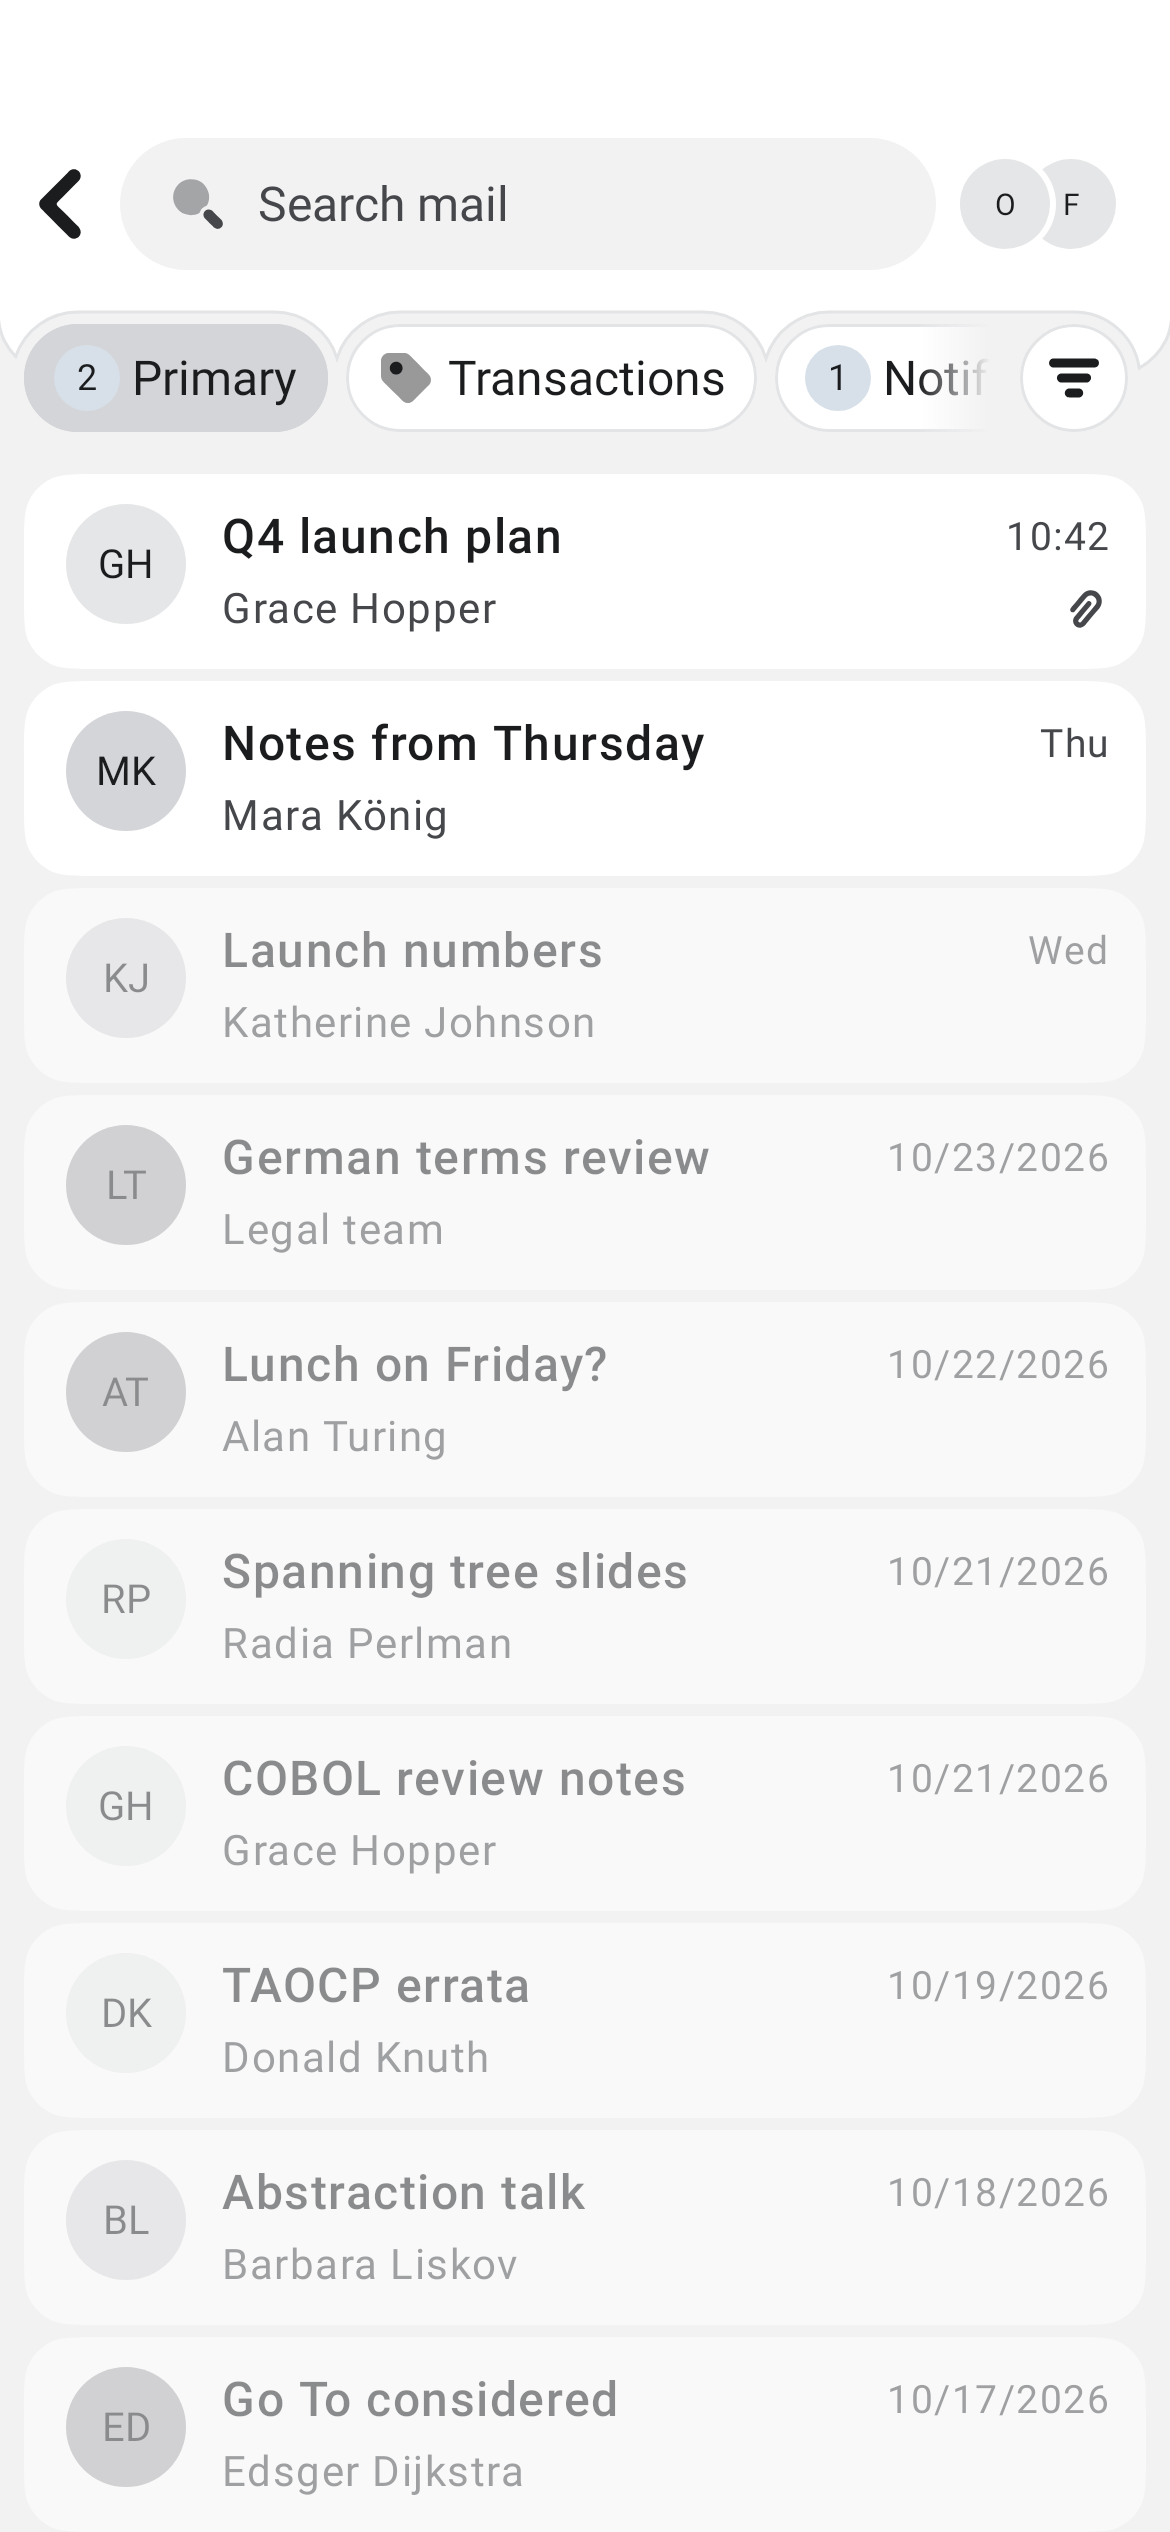 Search mail
O F
2 Primary Transactions 1 Notif
GH Q4 launch plan 10:42
Grace Hopper
MK Notes from Thursday Thu
Mara König
KJ Launch numbers Wed
Katherine Johnson
LT German terms review 10/23/2026
Legal team
AT Lunch on Friday? 10/22/2026
Alan Turing
RP Spanning tree slides 10/21/2026
Radia Perlman
GH COBOL review notes 10/21/2026
Grace Hopper
DK TAOCP errata 10/19/2026
Donald Knuth
BL Abstraction talk 10/18/2026
Barbara Liskov
ED Go To considered 10/17/2026
Edsger Dijkstra